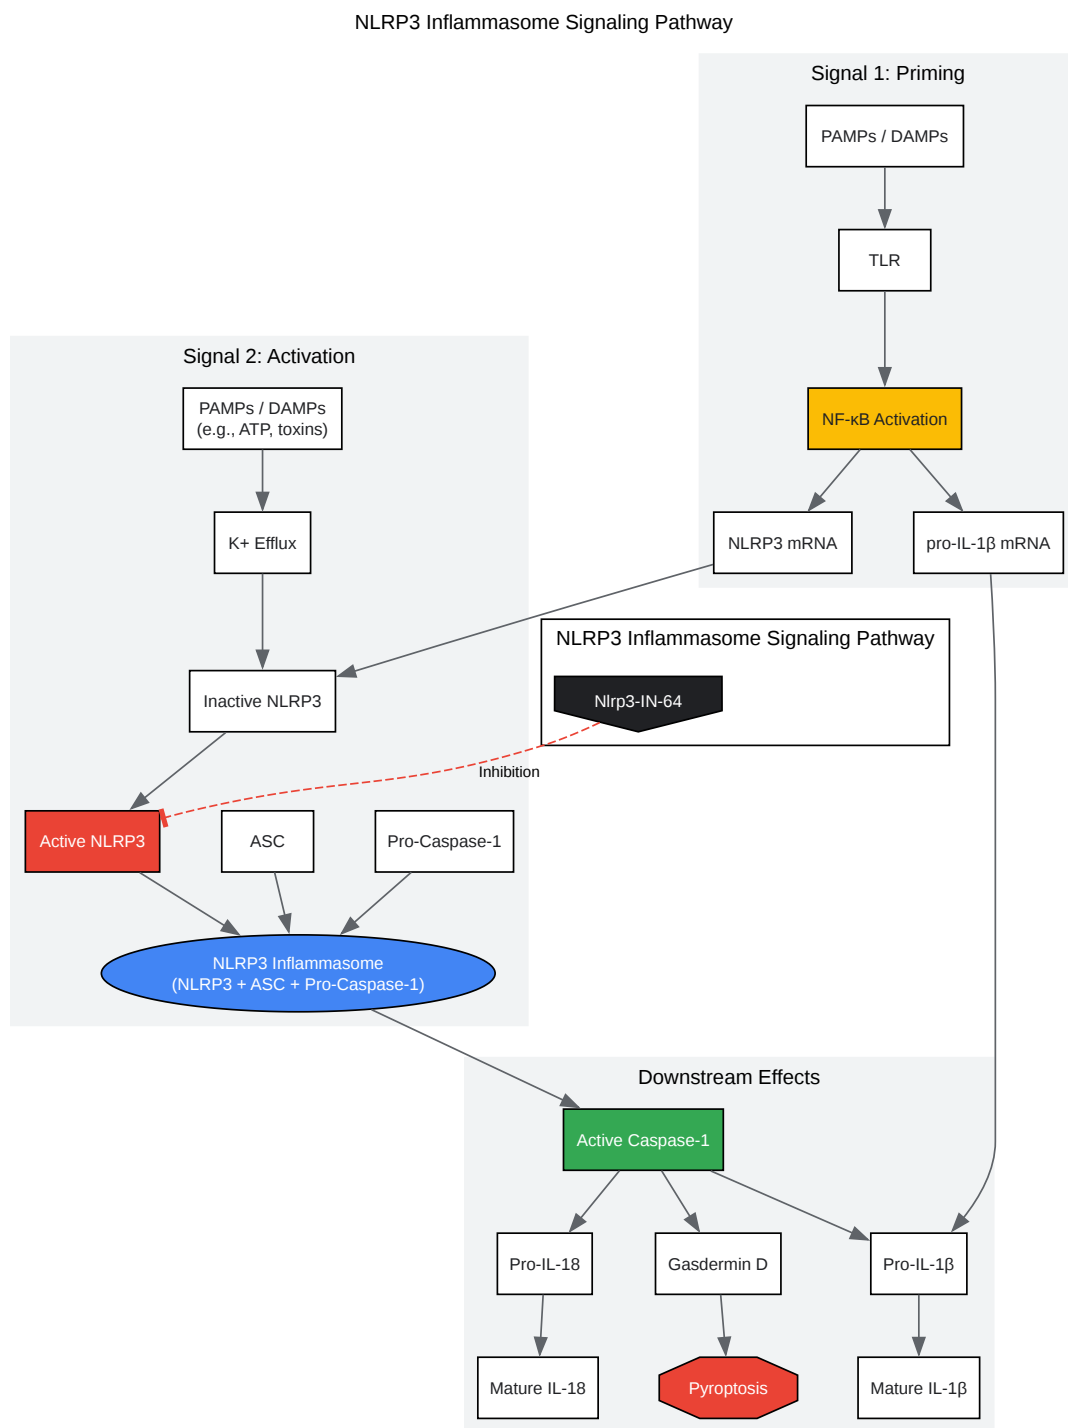 NLRP3 Inflammasome Signaling Pathway
Signal 1: Priming
PAMPs / DAMPs
TLR
NF-κB Activation
NLRP3 mRNA
pro-IL-1β mRNA
Signal 2: Activation
PAMPs / DAMPs
(e.g., ATP, toxins)
K+ Efflux
Inactive NLRP3
NLRP3 Inflammasome Signaling Pathway
Nlrp3-IN-64
Inhibition
Active NLRP3
ASC
Pro-Caspase-1
NLRP3 Inflammasome
(NLRP3 + ASC + Pro-Caspase-1)
Downstream Effects
Active Caspase-1
Pro-IL-18
Gasdermin D
Pro-IL-1β
Mature IL-18
Pyroptosis
Mature IL-1β